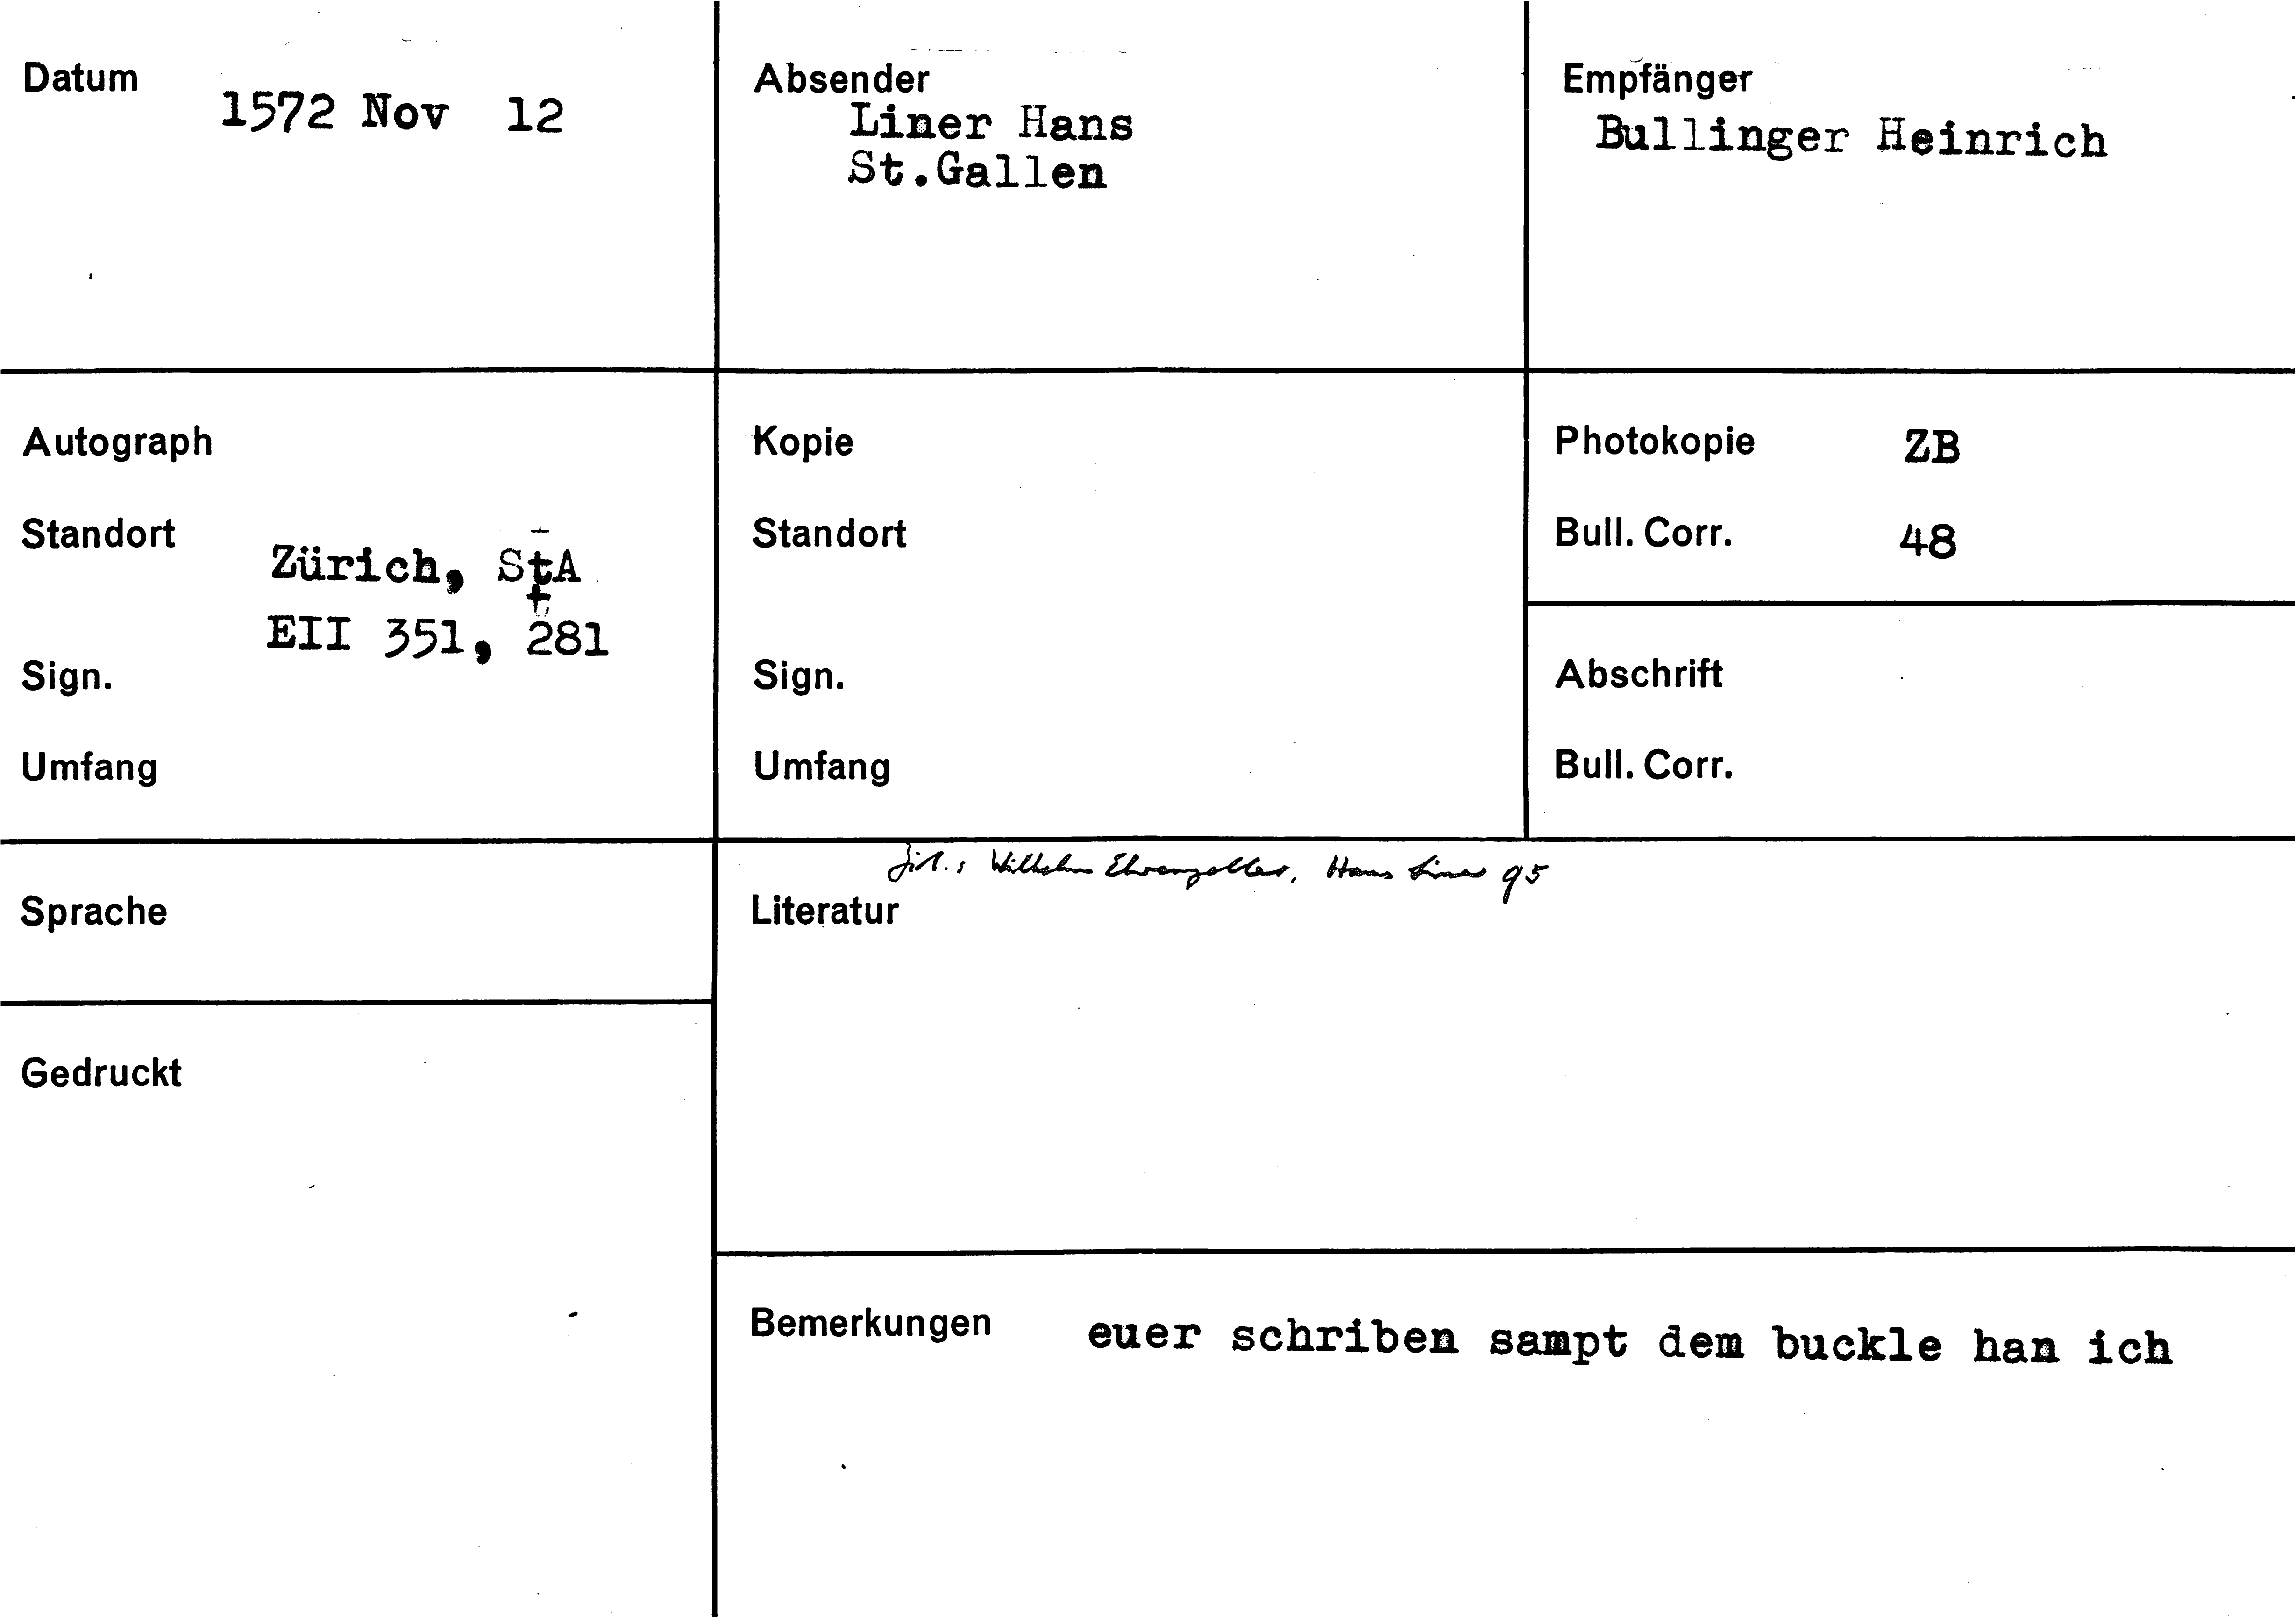 Datum
1572 Nov 12
Absender
Liner Hans
St.Gallen
Empfänger
Bullinger Heinrich
Autograph
Standort
Zürich, StA
EII 351, 281
Sign.
Umfang
Kopie
Standort
Sign.
Umfang
Photokopie ZB
Bull. Corr. 48
Abschrift
Bull. Corr.
Sprache
Gedruckt
Zit.: Wilhelm Ehrenzeller, Hans Liner 95
Literatur
Bemerkungen euer schriben sampt dem buckle han ich